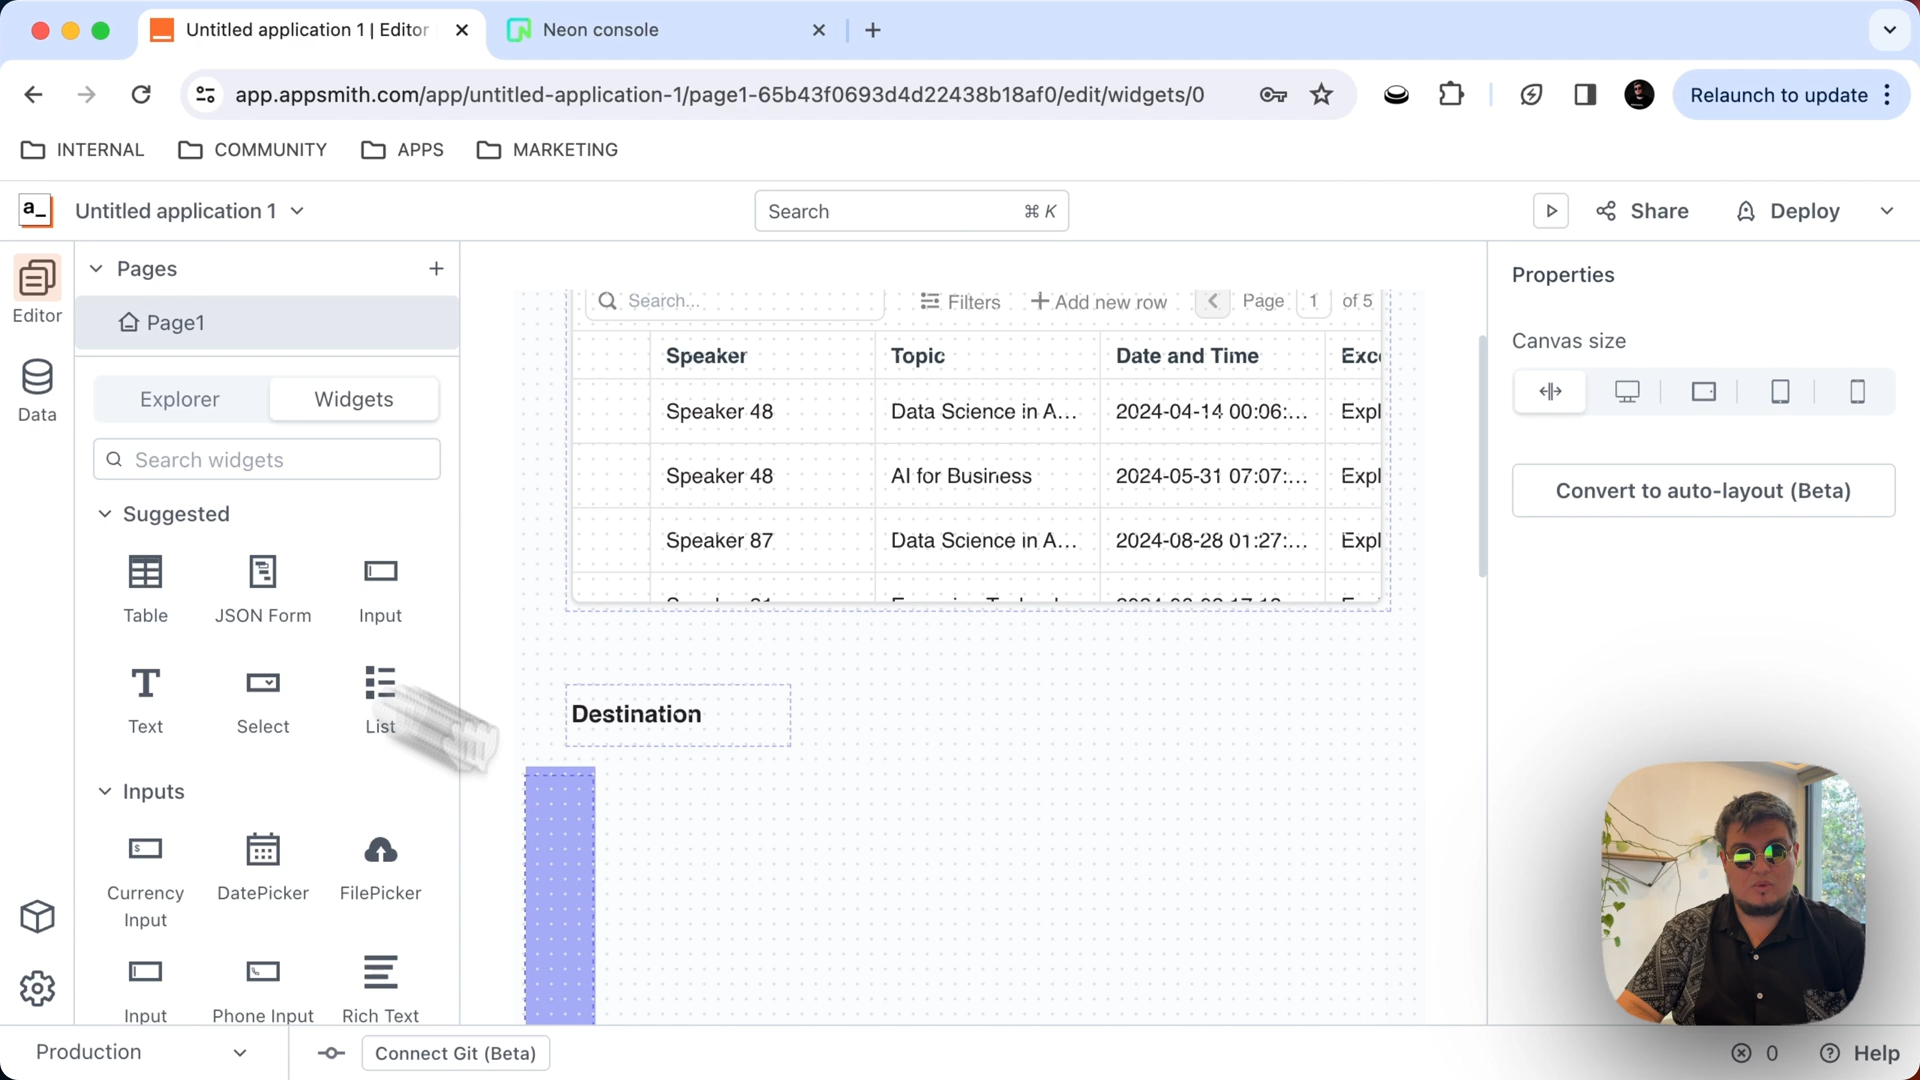 Untitled application 1 | Editor
Neon console
app.appsmith.com/app/untitled-application-1/page1-65b43f0693d4d22438b18af0/edit/widgets/0
Relaunch to update
INTERNAL
COMMUNITY
APPS
MARKETING
a_
Untitled application 1
Search
⌘ K
Share
Deploy
Editor
Data
Pages
Page1
Explorer
Widgets
Search widgets
Suggested
Table
JSON Form
Input
Text
Select
List
Inputs
Currency
Input
DatePicker
FilePicker
Input
Phone Input
Rich Text
Search...
Filters
Add new row
Page
1
of 5
Speaker
Topic
Date and Time
Exc
Speaker 48
Data Science in A...
2024-04-14 00:06:...
Expl
Speaker 48
AI for Business
2024-05-31 07:07:...
Expl
Speaker 87
Data Science in A...
2024-08-28 01:27:...
Expl
Destination
Properties
Canvas size
Convert to auto-layout (Beta)
Production
Connect Git (Beta)
0
Help